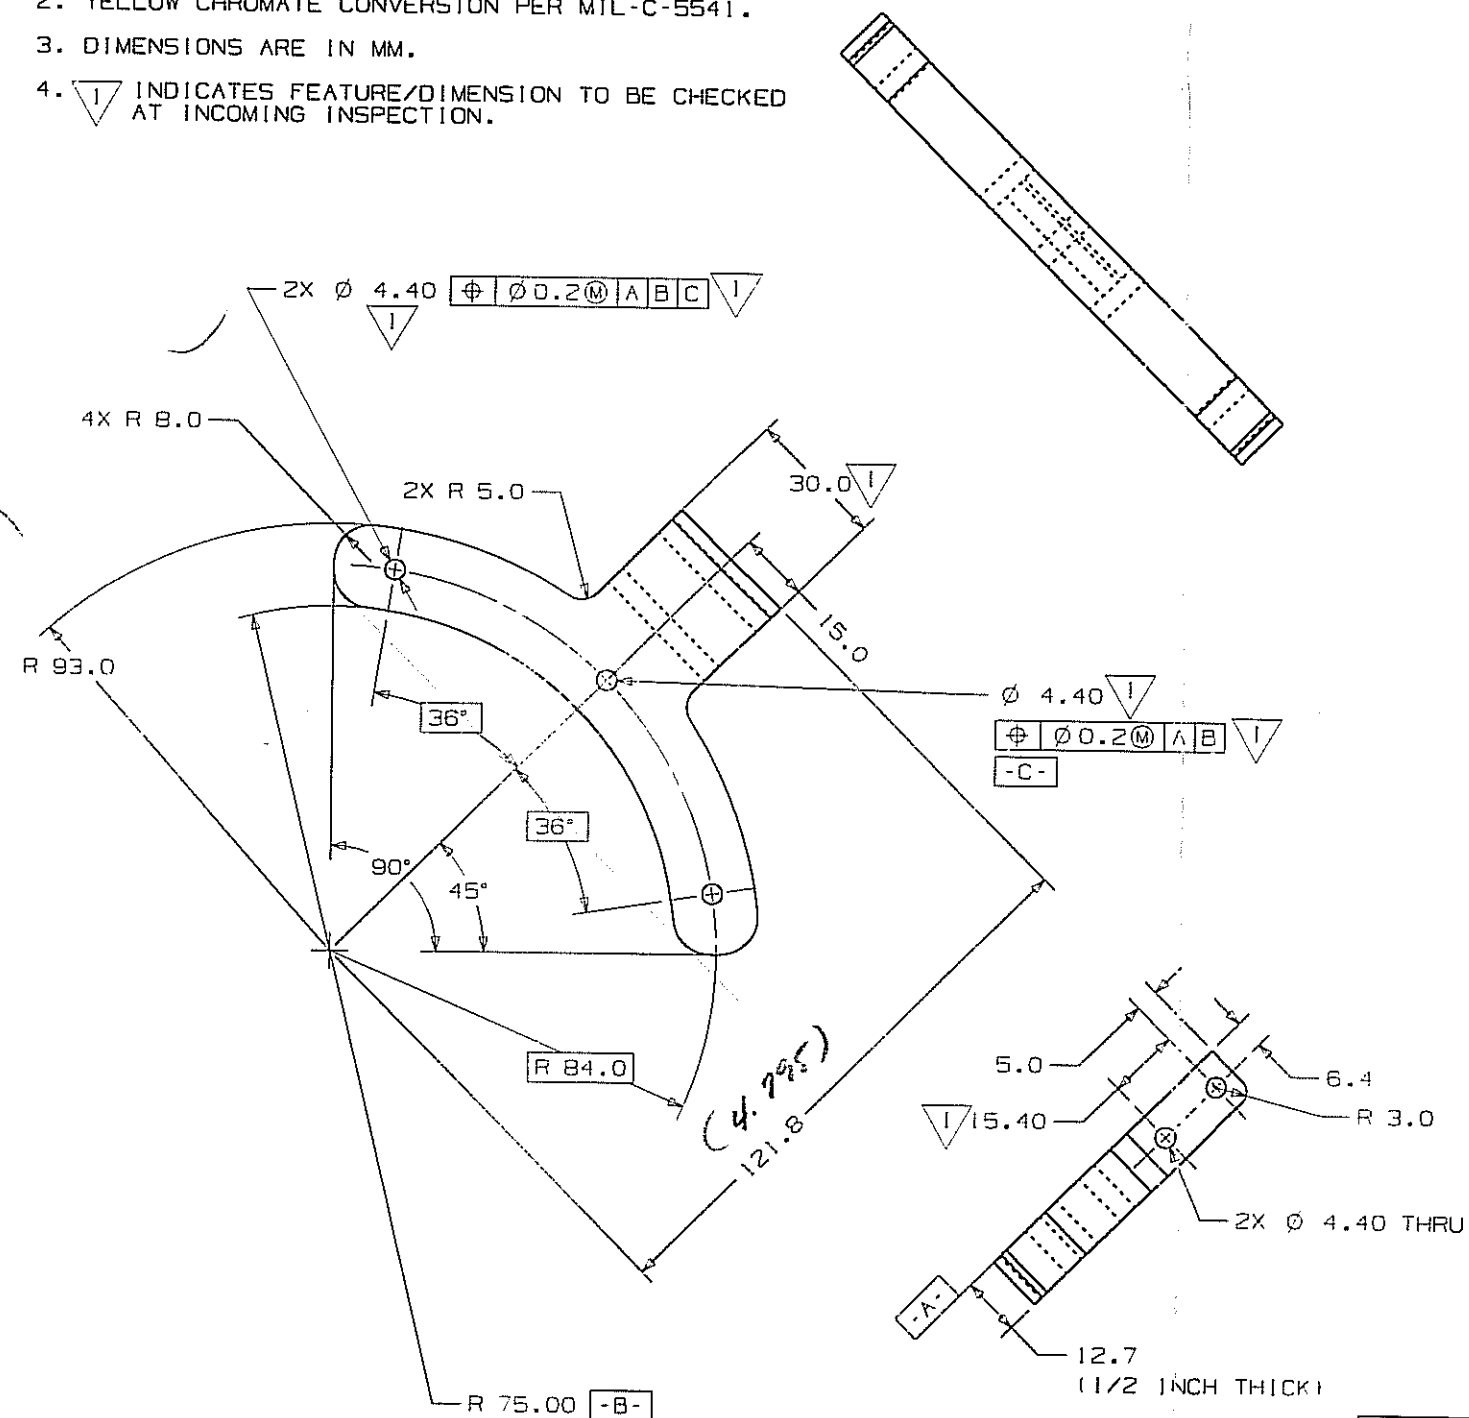 2. YELLOW CHROMATE CONVERSION PER MIL-C-5541.
3. DIMENSIONS ARE IN MM.
4. 1 INDICATES FEATURE/DIMENSION TO BE CHECKED
AT INCOMING INSPECTION.
2X Ø 4.40 ⌖ Ø0.2Ⓜ A B C 1
1
4X R 8.0
2X R 5.0
30.0 1
15.0
R 93.0
36°
Ø 4.40 1
⌖ Ø0.2Ⓜ A B 1
-C-
36°
90°
45°
R 84.0
(4.795)
121.8
5.0
6.4
1 15.40
R 3.0
2X Ø 4.40 THRU
-A-
12.7
(1/2 INCH THICK)
R 75.00 -B-